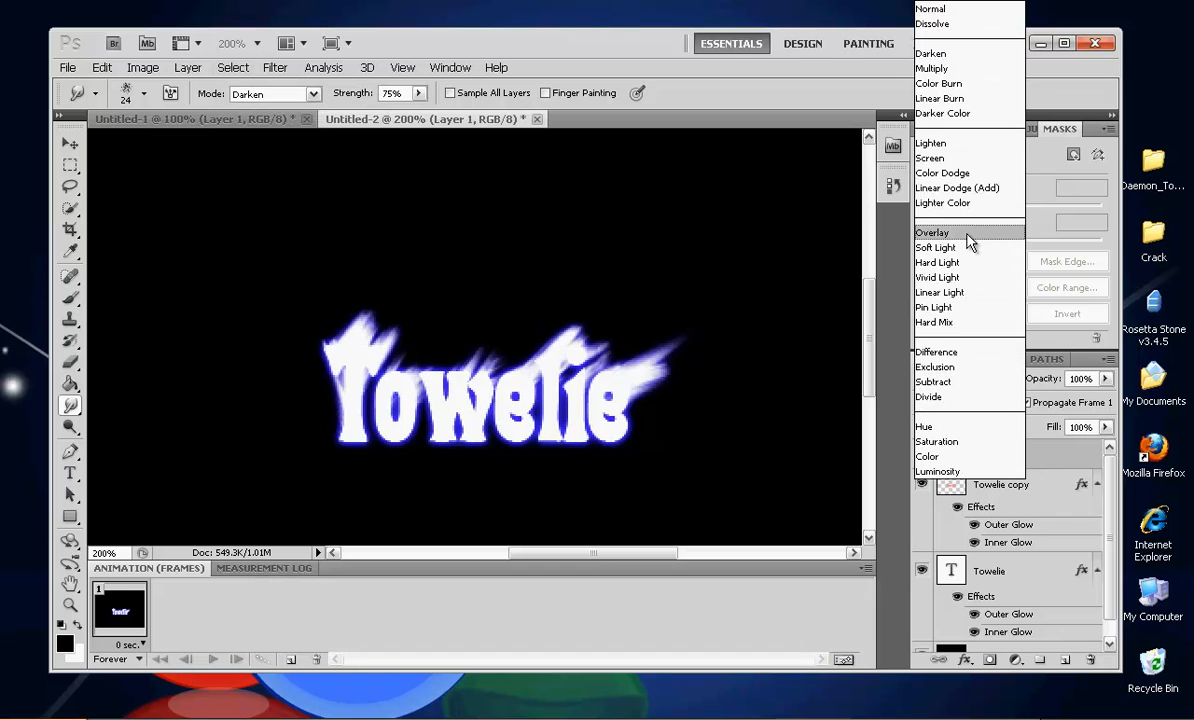 Normal
Dissolve
Darken
Multiply
Color Burn
Linear Burn
Darker Color
Lighten
Screen
Color Dodge
Linear Dodge (Add)
Lighter Color
Overlay
Soft Light
Hard Light
Vivid Light
Linear Light
Pin Light
Hard Mix
Difference
Exclusion
Subtract
Divide
Hue
Saturation
Color
Luminosity
Ps Br Mb 200% ESSENTIALS DESIGN PAINTING
File Edit Image Layer Select Filter Analysis 3D View Window Help
24 Mode: Darken Strength: 75% Sample All Layers Finger Painting
Untitled-1 @ 100% (Layer 1, RGB/8) * Untitled-2 @ 200% (Layer 1, RGB/8) *
MASKS
Mb
Mask Edge...
Color Range...
Invert
PATHS
Opacity: 100%
Propagate Frame 1
Fill: 100%
Towelie copy fx
Effects
Outer Glow
Inner Glow
T Towelie fx
Effects
Outer Glow
Inner Glow
Towelie
200% Doc: 549.3K/1.01M
ANIMATION (FRAMES) MEASUREMENT LOG
1
Towelie
0 sec.
Forever
Daemon_To...
Crack
Rosetta Stone
v3.4.5
My Documents
Mozilla Firefox
Internet
Explorer
My Computer
Recycle Bin